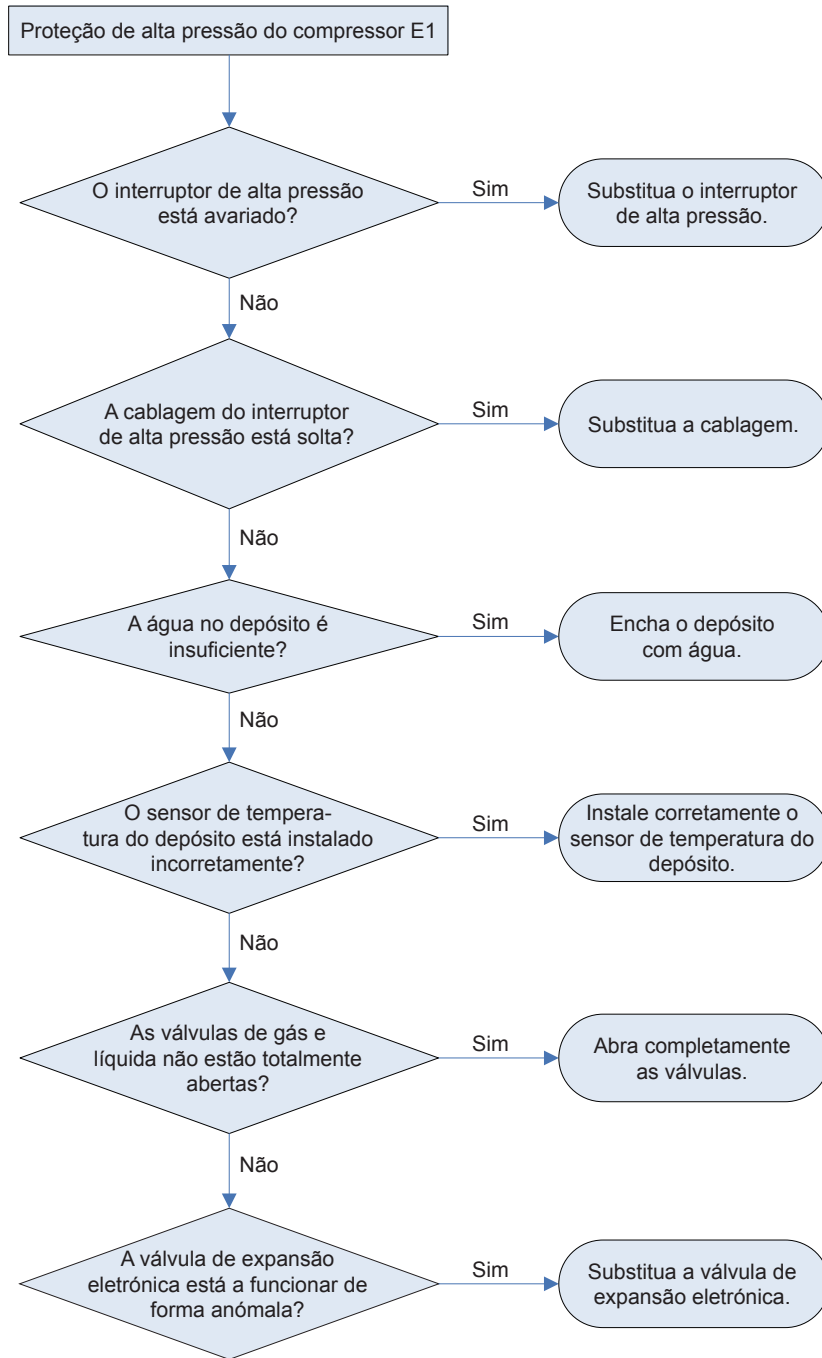 Proteção de alta pressão do compressor E1
O interruptor de alta pressão
está avariado?
Sim
Substitua o interruptor
de alta pressão.
Não
A cablagem do interruptor
de alta pressão está solta?
Sim
Substitua a cablagem.
Não
A água no depósito é
insuficiente?
Sim
Encha o depósito
com água.
Não
O sensor de tempera-
tura do depósito está instalado
incorretamente?
Sim
Instale corretamente o
sensor de temperatura do
depósito.
Não
As válvulas de gás e
líquida não estão totalmente
abertas?
Sim
Abra completamente
as válvulas.
Não
A válvula de expansão
eletrónica está a funcionar de
forma anómala?
Sim
Substitua a válvula de
expansão eletrónica.